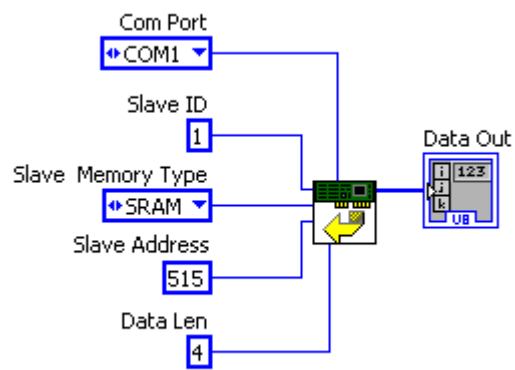 Com Port
COM1
Slave ID
1
Slave Memory Type
SRAM
Slave Address
515
Data Len
4
Data Out
i
123
j
k
U8